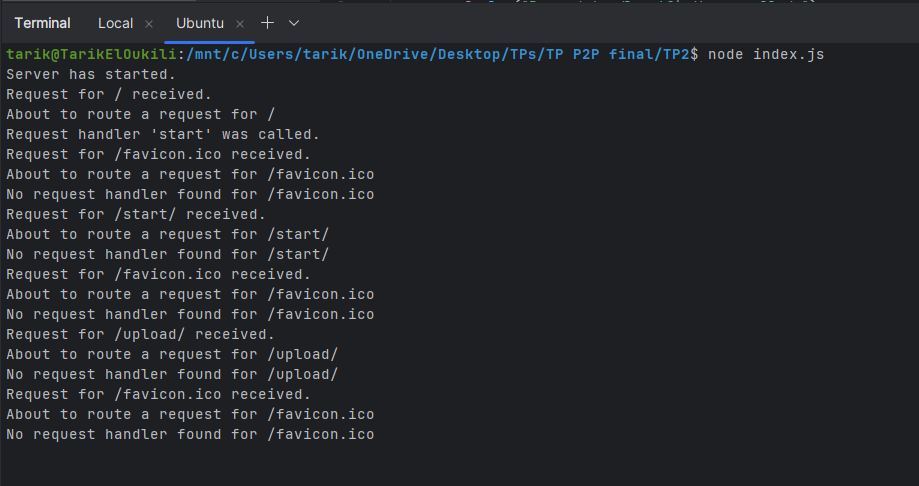 Terminal Local × Ubuntu × +
tarik@TarikElOukili:/mnt/c/Users/tarik/OneDrive/Desktop/TPs/TP P2P final/TP2$ node index.js
Server has started.
Request for / received.
About to route a request for /
Request handler 'start' was called.
Request for /favicon.ico received.
About to route a request for /favicon.ico
No request handler found for /favicon.ico
Request for /start/ received.
About to route a request for /start/
No request handler found for /start/
Request for /favicon.ico received.
About to route a request for /favicon.ico
No request handler found for /favicon.ico
Request for /upload/ received.
About to route a request for /upload/
No request handler found for /upload/
Request for /favicon.ico received.
About to route a request for /favicon.ico
No request handler found for /favicon.ico